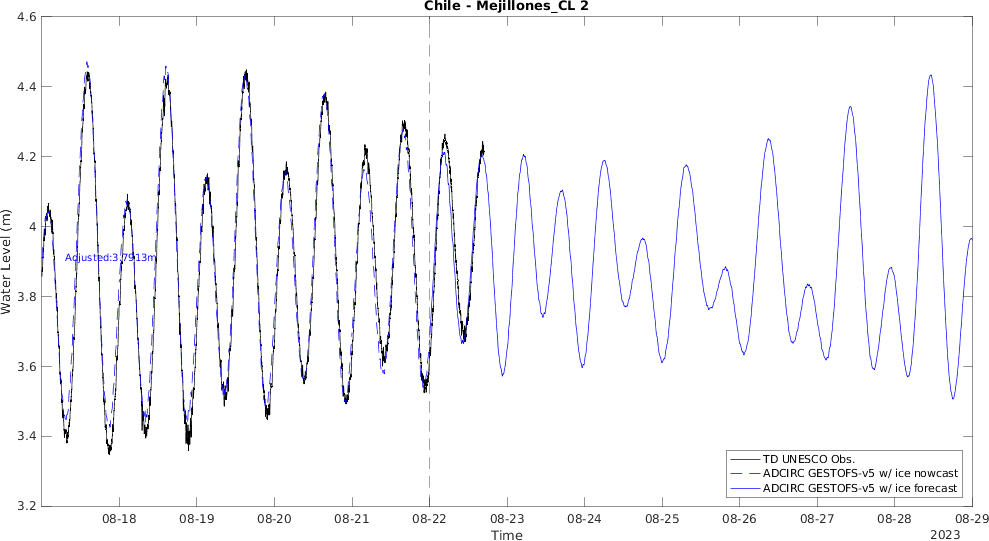 Chile - Mejillones_CL 2
4.6
4.4
4.2
4
3.8
3.6
3.4
3.2
Water Level (m)
Adjusted:3.7913m
TD UNESCO Obs.
ADCIRC GESTOFS-v5 w/ ice nowcast
ADCIRC GESTOFS-v5 w/ ice forecast
08-18 08-19 08-20 08-21 08-22 08-23 08-24 08-25 08-26 08-27 08-28 08-29
Time
2023